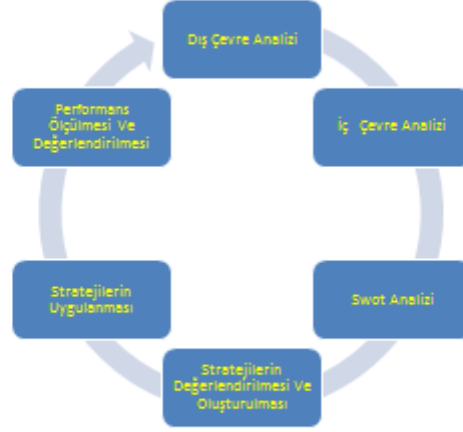 Dış Çevre Analizi
İç Çevre Analizi
Swot Analizi
Stratejilerin
Değerlendirilmesi Ve
Oluşturulması
Stratejilerin
Uygulanması
Performans
Ölçülmesi Ve
Değerlendirilmesi